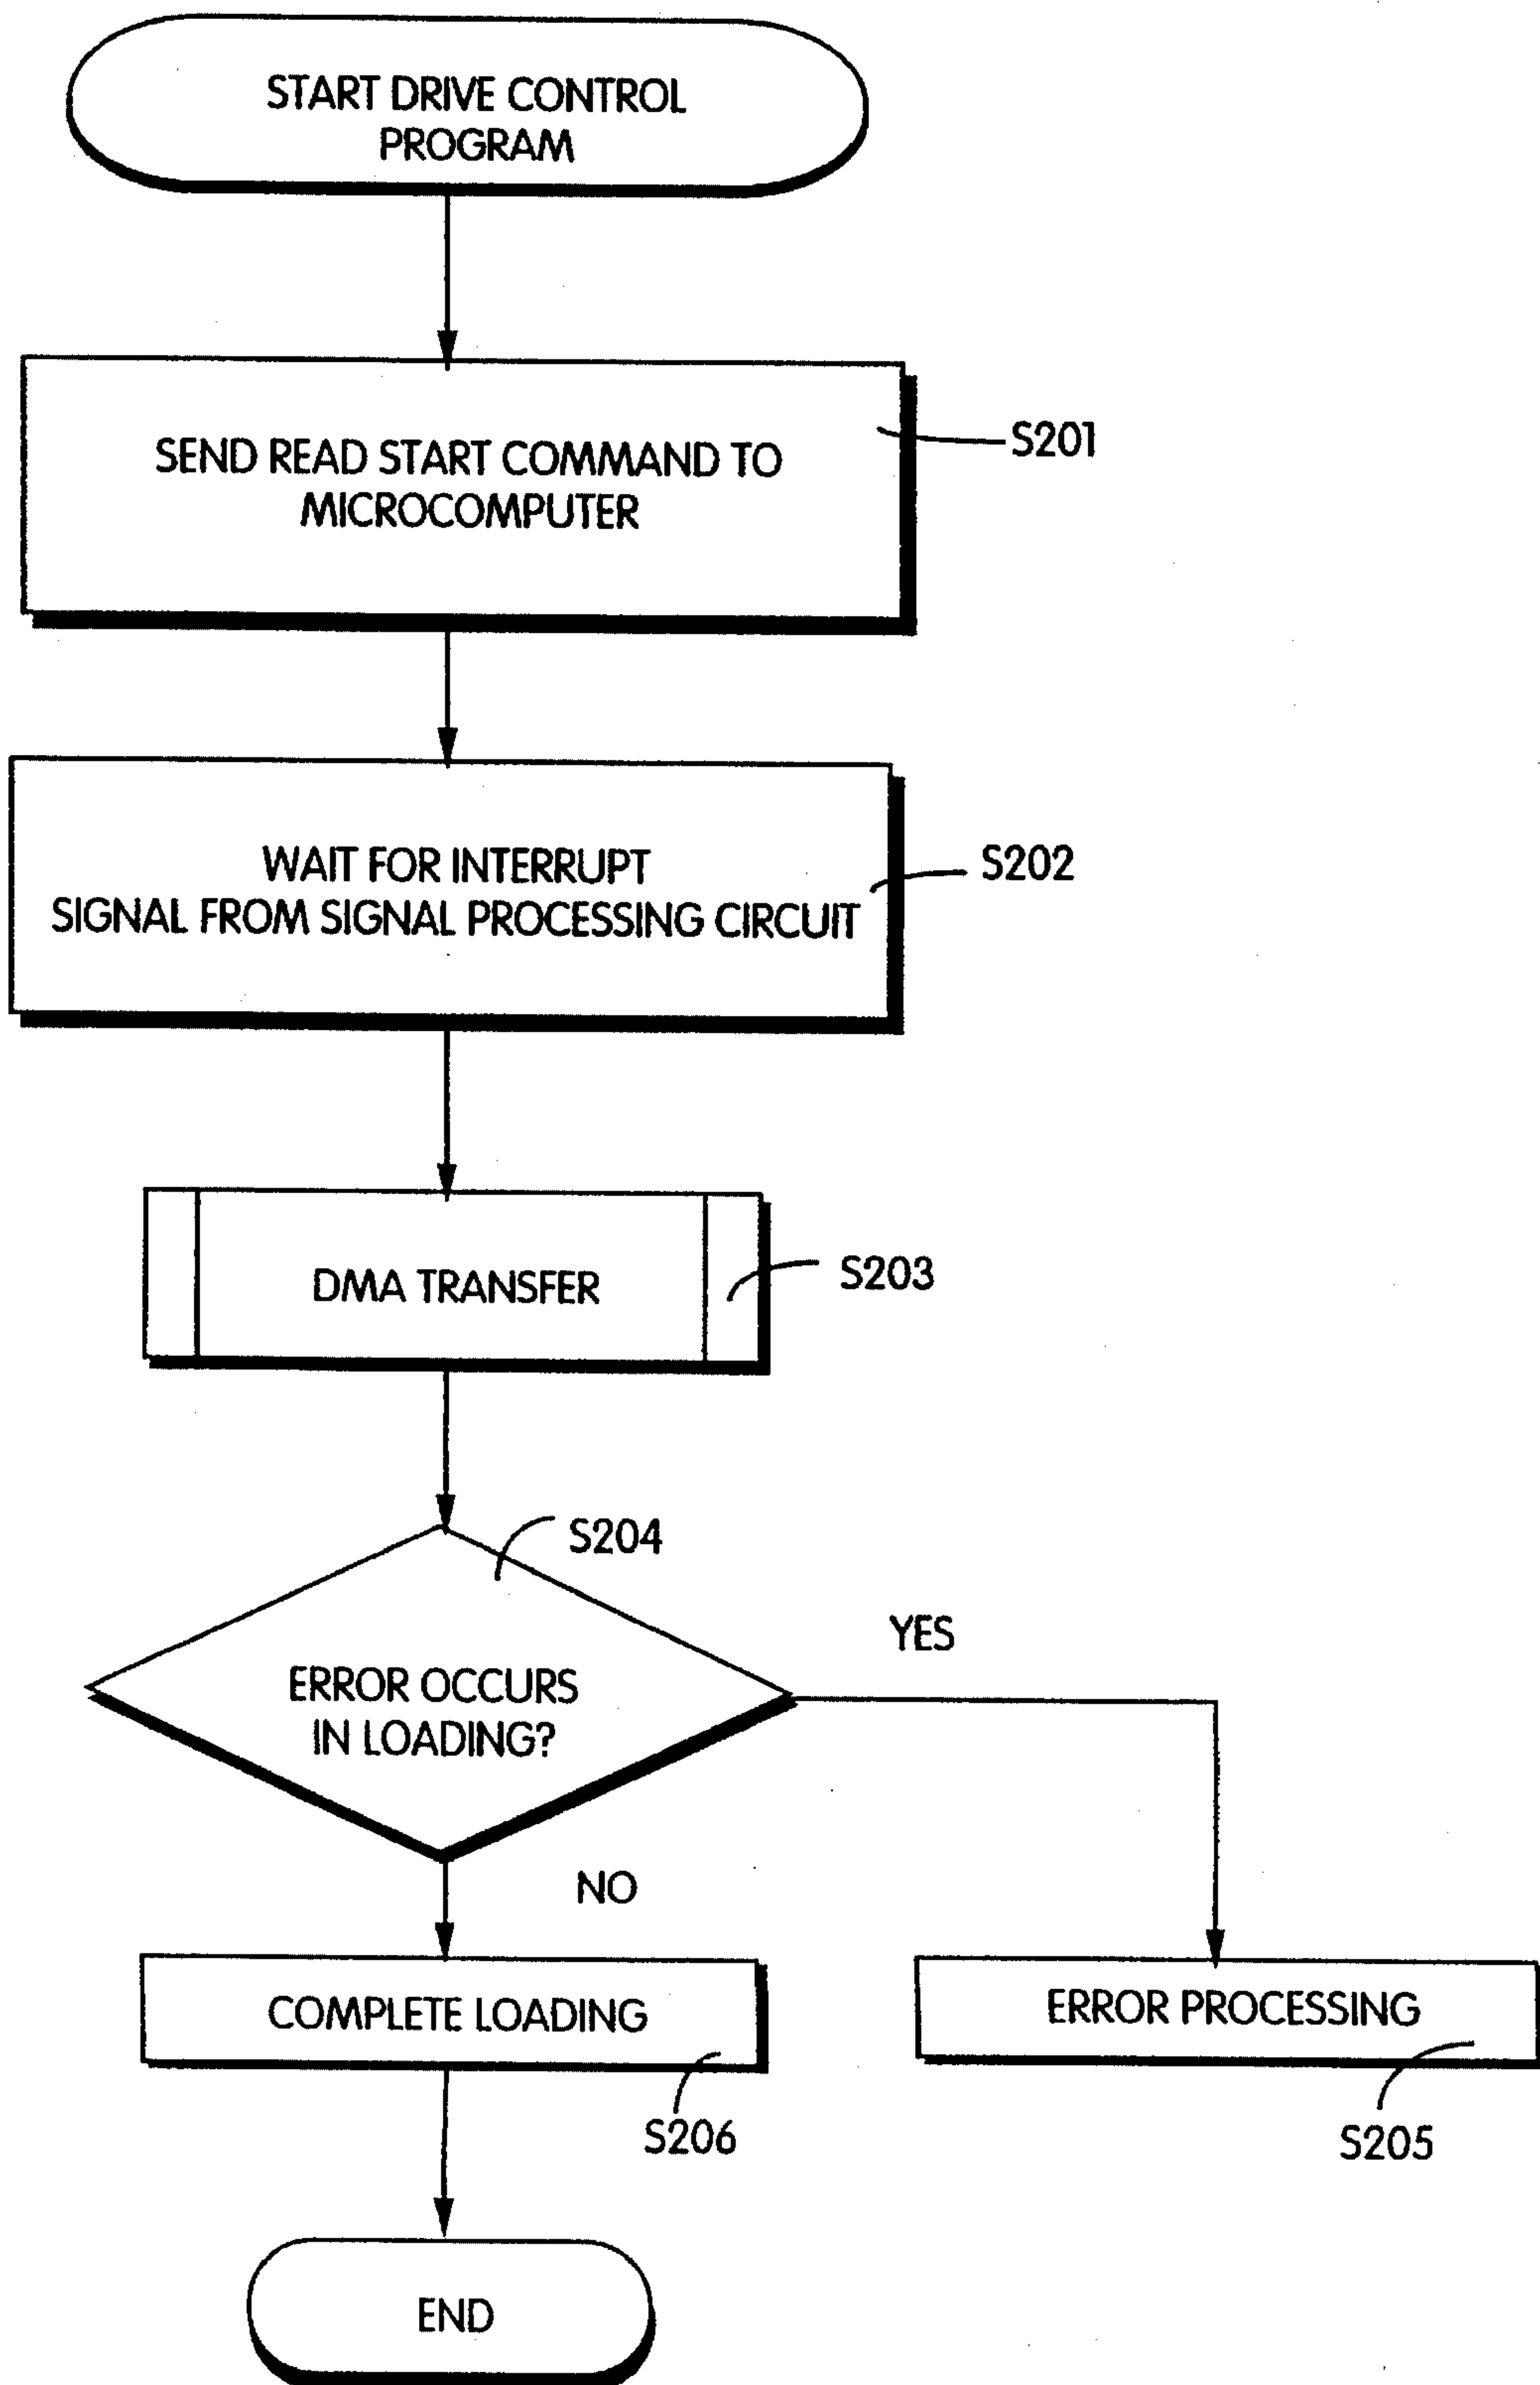 START DRIVE CONTROL
PROGRAM
SEND READ START COMMAND TO
MICROCOMPUTER
S201
WAIT FOR INTERRUPT
SIGNAL FROM SIGNAL PROCESSING CIRCUIT
S202
DMA TRANSFER
S203
S204
ERROR OCCURS
IN LOADING?
YES
NO
COMPLETE LOADING
S206
ERROR PROCESSING
S205
END